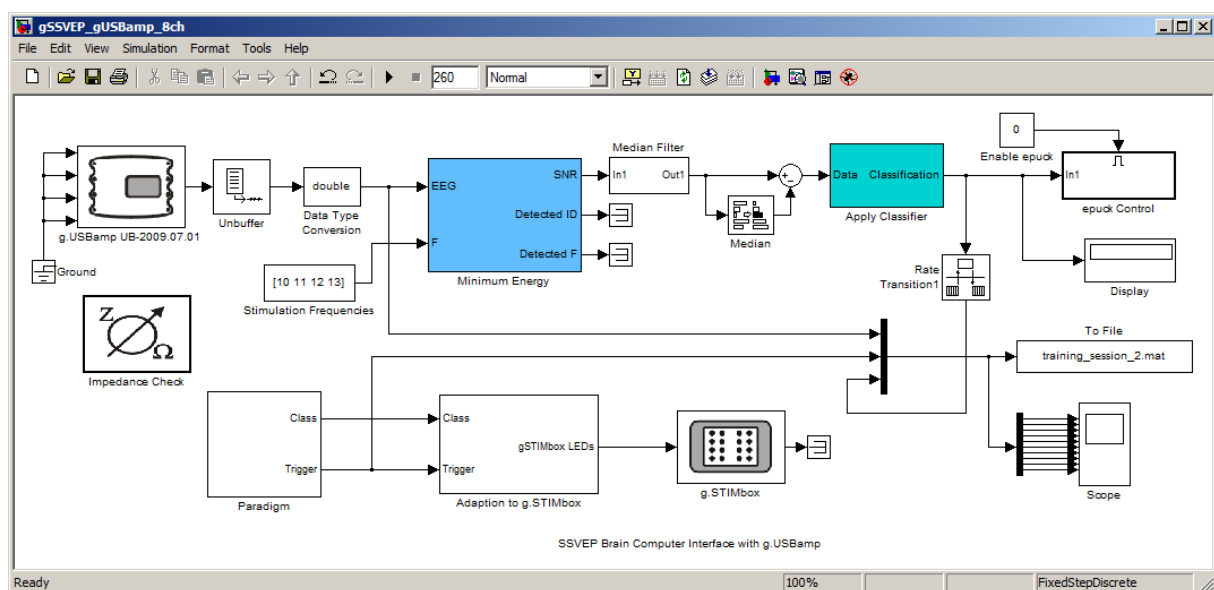 gSSVEP_gUSBamp_8ch
File Edit View Simulation Format Tools Help
260 Normal
g.USBamp UB-2009.07.01
Ground
Unbuffer
double
Data Type
Conversion
[10 11 12 13]
Stimulation Frequencies
EEG
F
SNR
Detected ID
Detected F
Minimum Energy
Median Filter
In1 Out1
Median
Data Classification
Apply Classifier
0
Enable epuck
In1
epuck Control
Display
Rate
Transition1
Z
Ω
Impedance Check
To File
training_session_2.mat
Class
Trigger
Paradigm
Class
Trigger
gSTIMbox LEDs
Adaption to g.STIMbox
g.STIMbox
Scope
SSVEP Brain Computer Interface with g.USBamp
Ready 100% FixedStepDiscrete